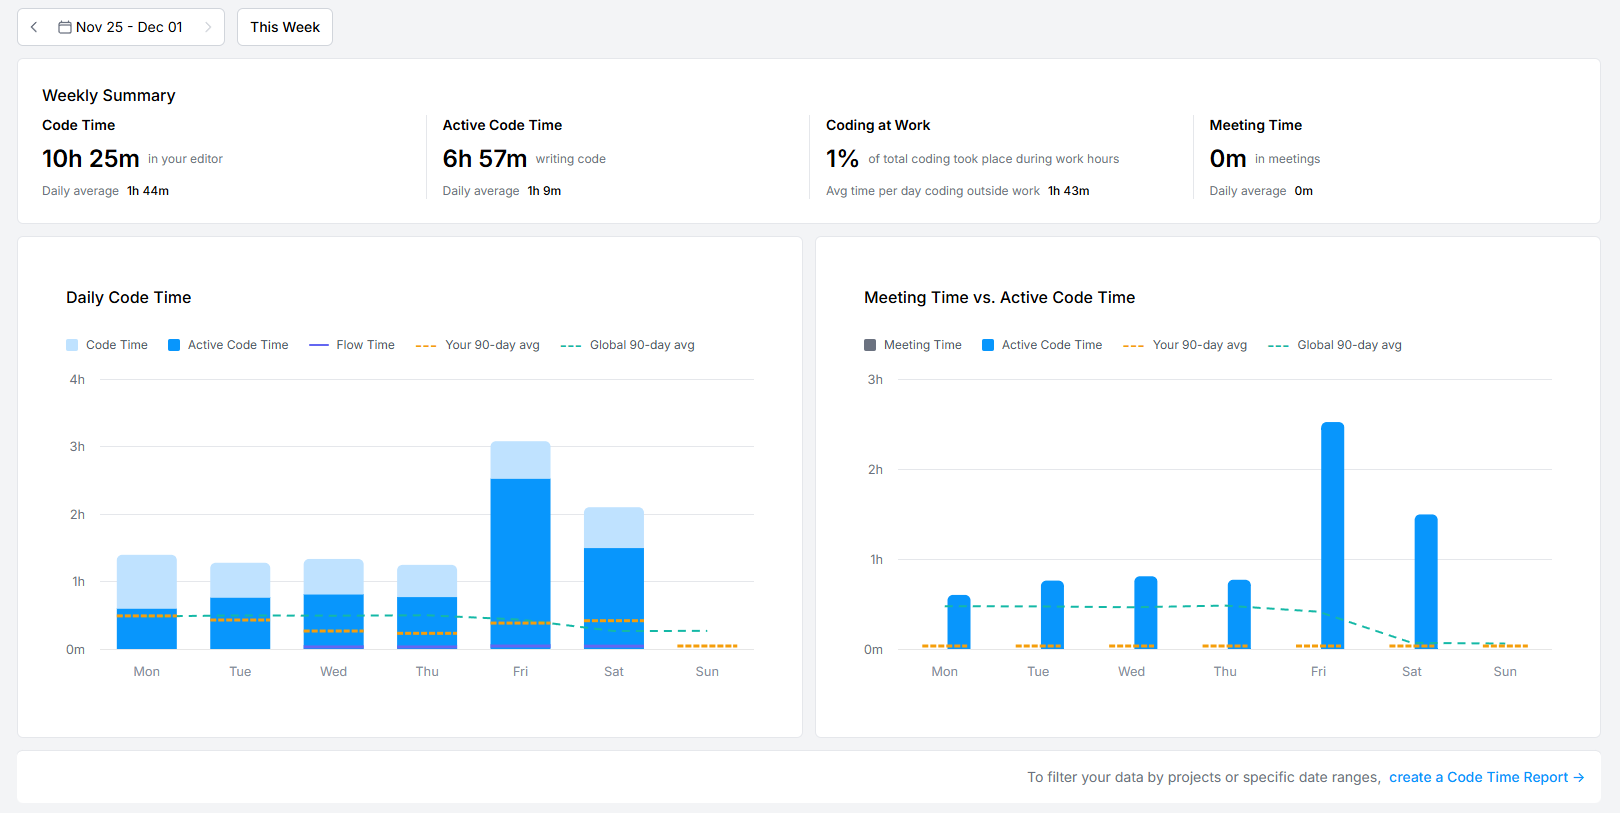 Nov 25 - Dec 01
This Week
Weekly Summary
Code Time
10h 25m in your editor
Daily average 1h 44m
Active Code Time
6h 57m writing code
Daily average 1h 9m
Coding at Work
1% of total coding took place during work hours
Avg time per day coding outside work 1h 43m
Meeting Time
0m in meetings
Daily average 0m
Daily Code Time
Code Time Active Code Time Flow Time Your 90-day avg Global 90-day avg
4h
3h
2h
1h
0m
Mon Tue Wed Thu Fri Sat Sun
Meeting Time vs. Active Code Time
Meeting Time Active Code Time Your 90-day avg Global 90-day avg
3h
2h
1h
0m
Mon Tue Wed Thu Fri Sat Sun
To filter your data by projects or specific date ranges, create a Code Time Report →